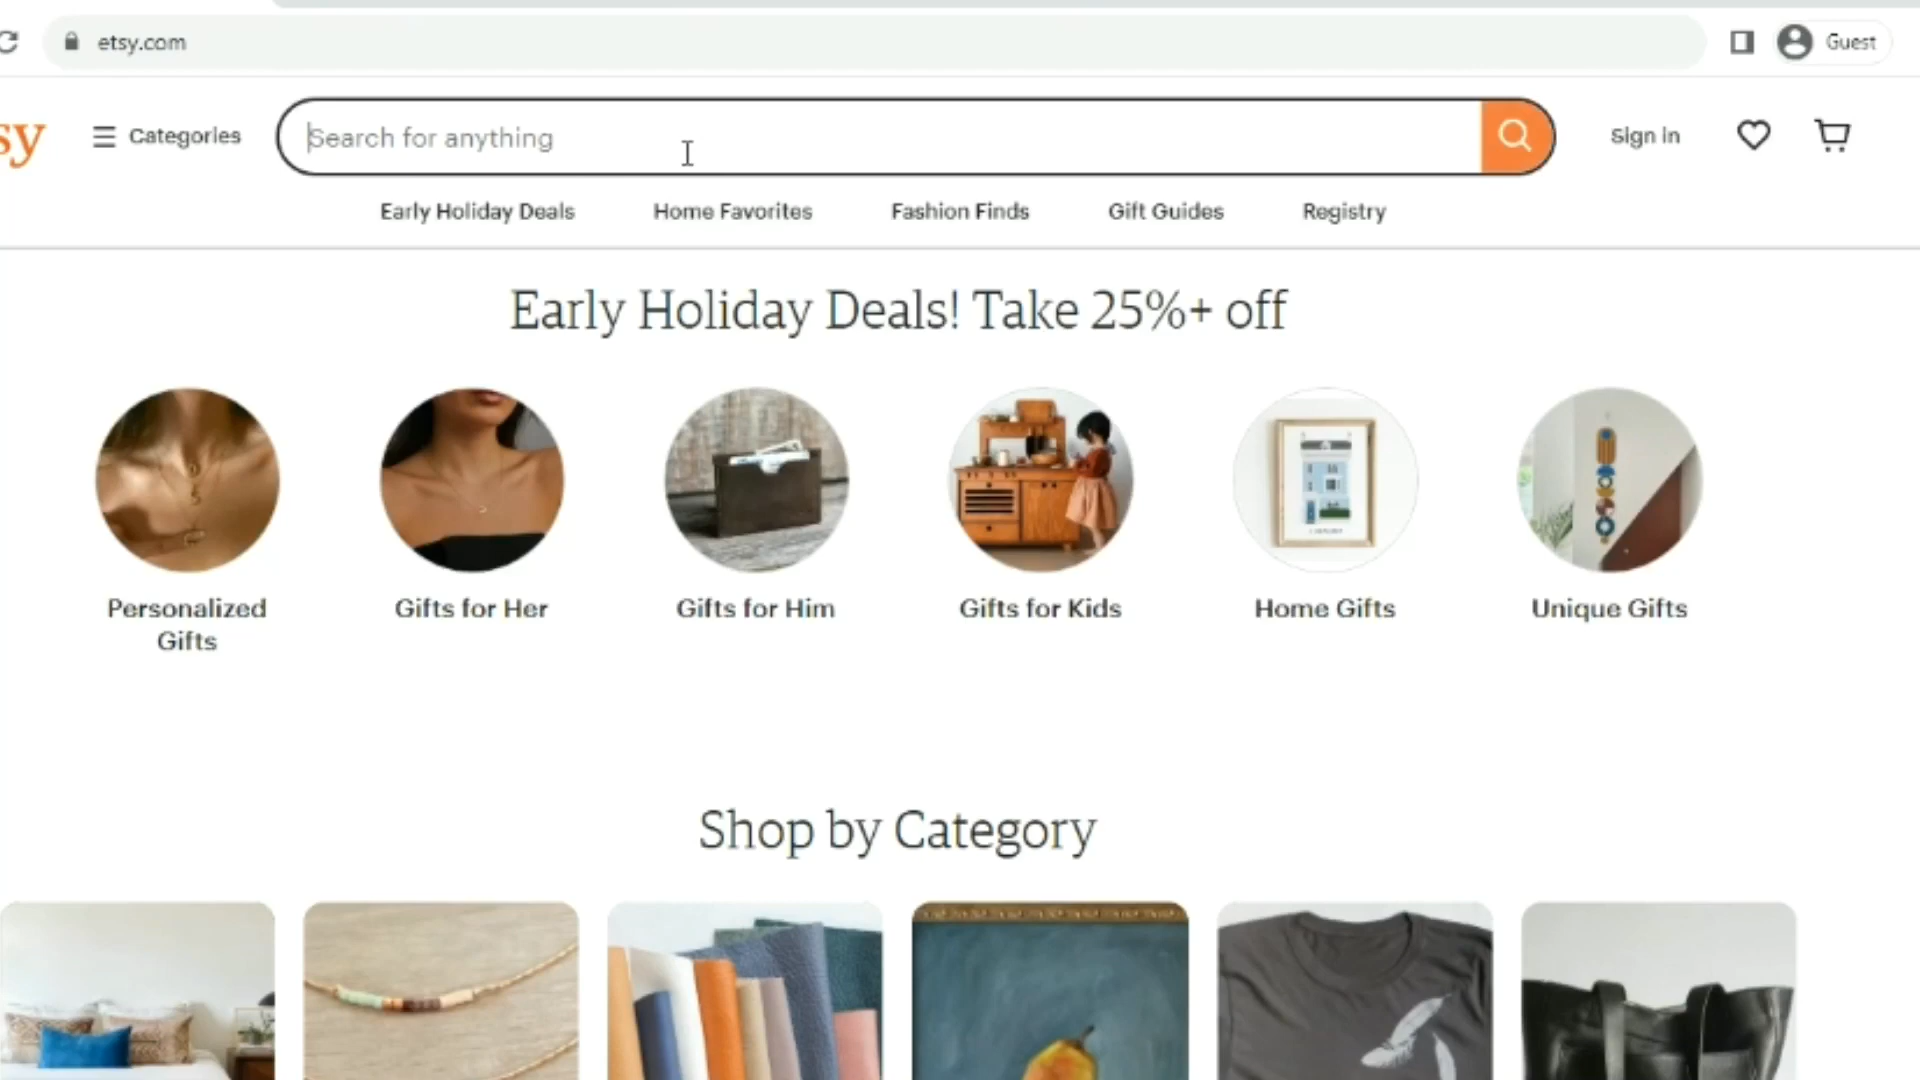 etsy.com
Guest
sy
Categories
Search for anything
Sign in
Early Holiday Deals
Home Favorites
Fashion Finds
Gift Guides
Registry
Early Holiday Deals! Take 25%+ off
Personalized
Gifts
Gifts for Her
Gifts for Him
Gifts for Kids
Home Gifts
Unique Gifts
Shop by Category